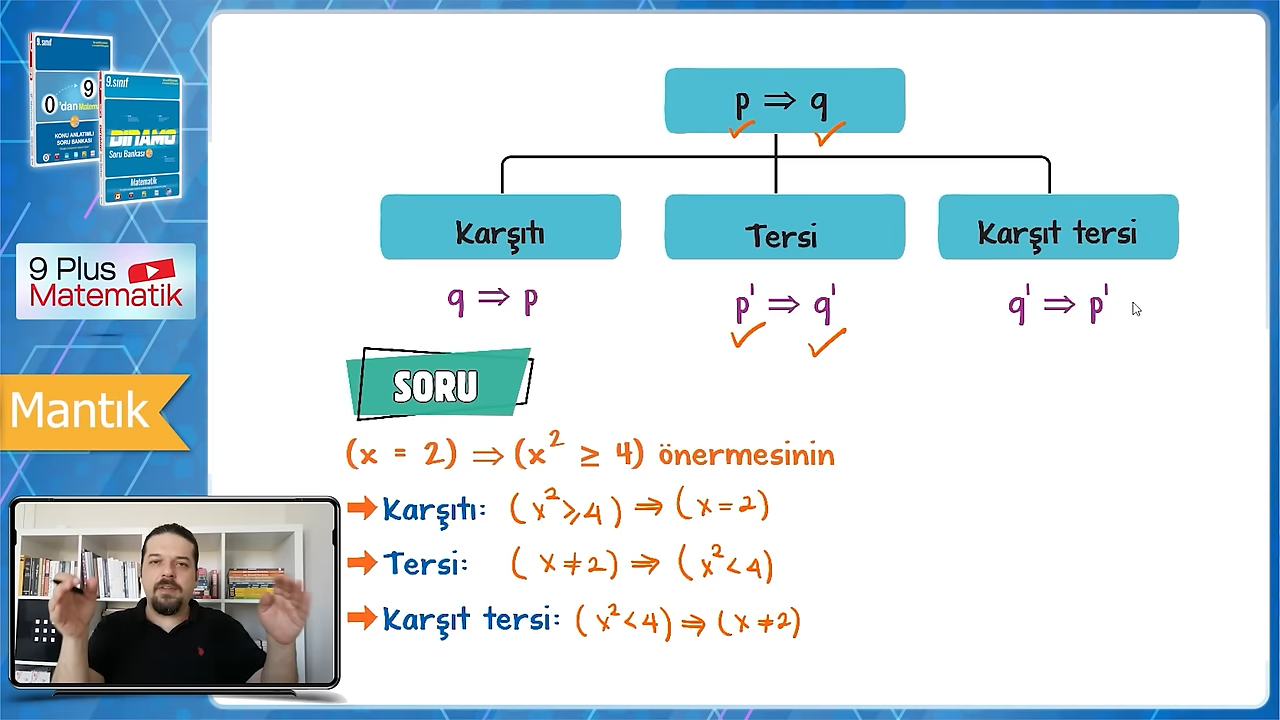 9.sınıf
0'dan 9
KONU ANLATIMLI
SORU BANKASI
9.sınıf
DİNAMO
Soru Bankası
Matematik
9 Plus
Matematik
Mantık
p ⇒ q
Karşıtı
Tersi
Karşıt tersi
q ⇒ p
p' ⇒ q'
q' ⇒ p'
SORU
(x = 2) ⇒ (x² ≥ 4) önermesinin
Karşıtı: (x² ≥ 4) ⇒ (x = 2)
Tersi: (x ≠ 2) ⇒ (x² < 4)
Karşıt tersi: (x² < 4) ⇒ (x ≠ 2)